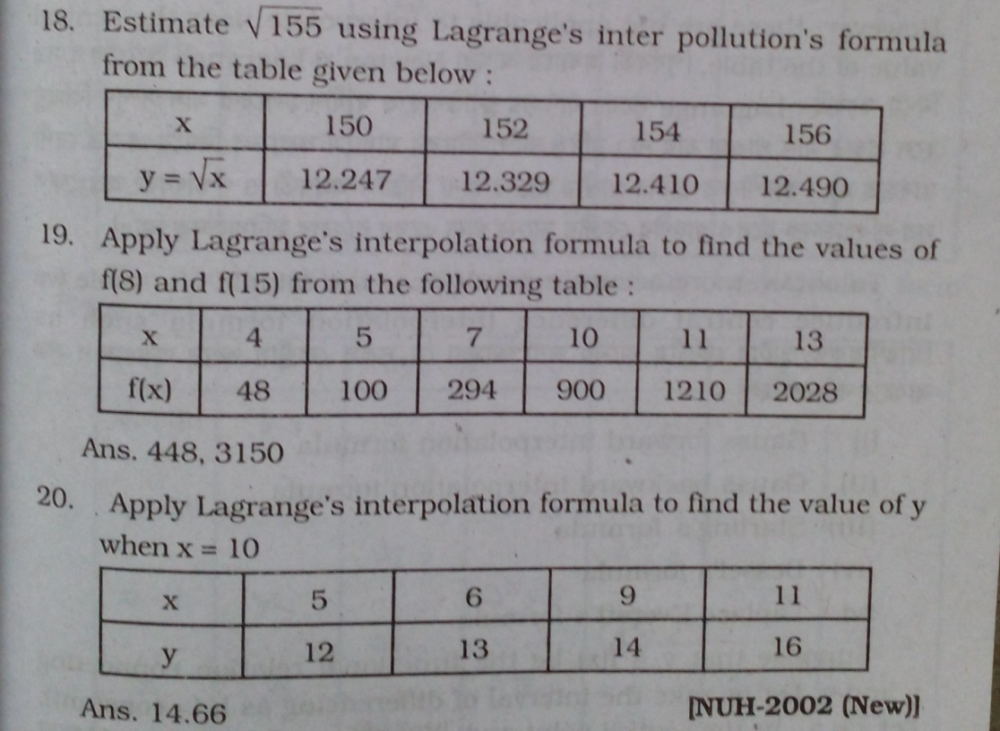 18. Estimate √155 using Lagrange's inter pollution's formula
from the table given below :
x 150 152 154 156
y = √x 12.247 12.329 12.410 12.490
19. Apply Lagrange's interpolation formula to find the values of
f(8) and f(15) from the following table :
x 4 5 7 10 11 13
f(x) 48 100 294 900 1210 2028
Ans. 448, 3150
20. Apply Lagrange's interpolation formula to find the value of y
when x = 10
x 5 6 9 11
y 12 13 14 16
Ans. 14.66 [NUH-2002 (New)]